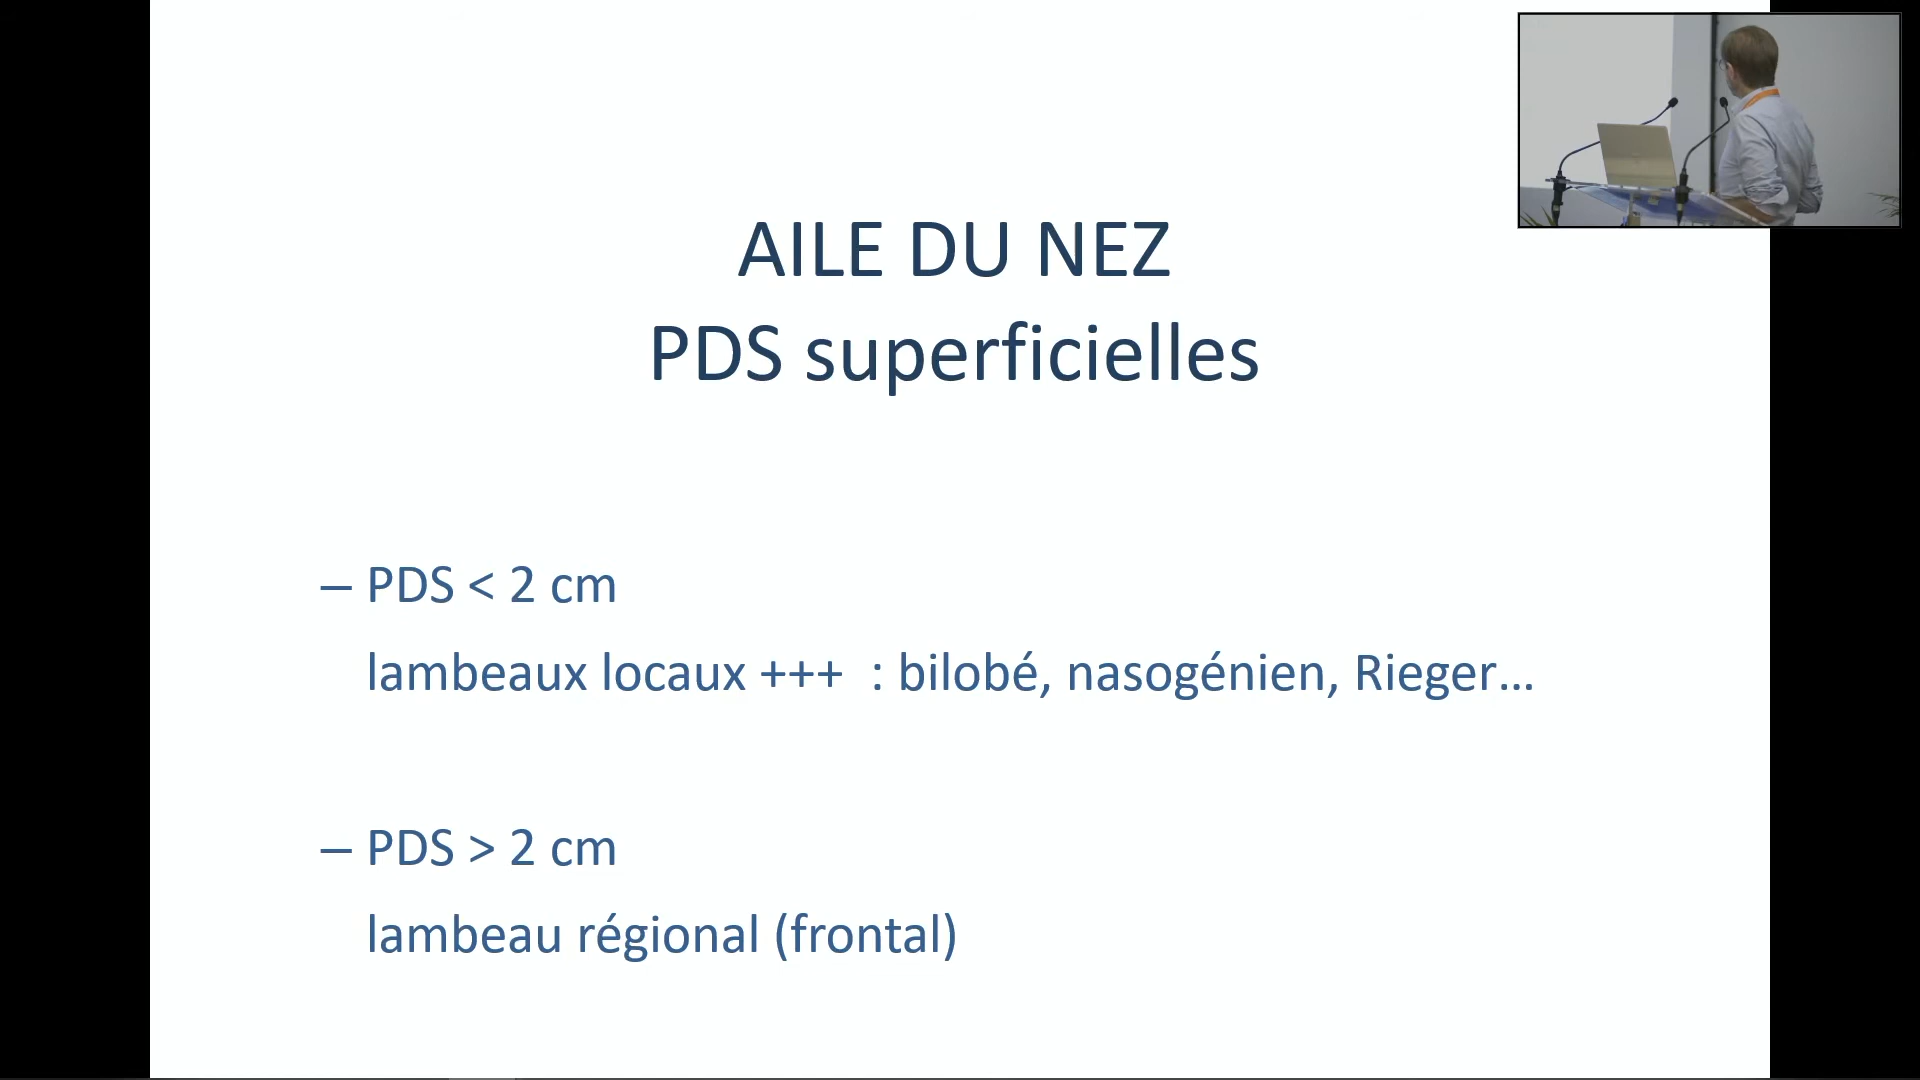 AILE DU NEZ
PDS superficielles
– PDS < 2 cm
lambeaux locaux +++ : bilobé, nasogénien, Rieger...
– PDS > 2 cm
lambeau régional (frontal)